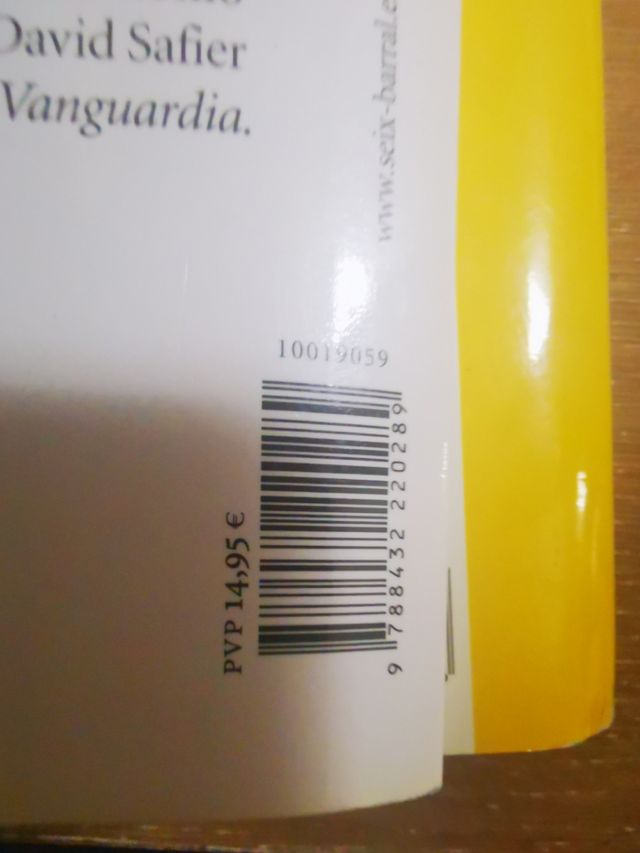 David Safier
Vanguardia.
www.seix-barral.e
10019059
9 788432 220289
PVP 14,95 €